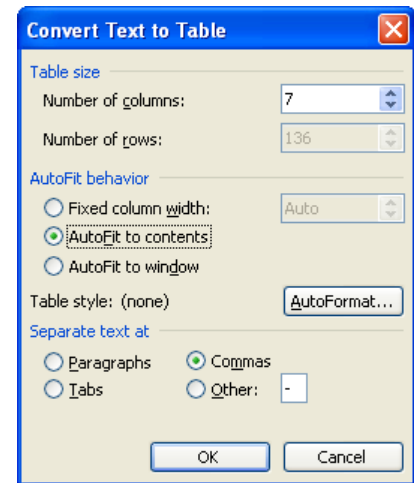 Convert Text to Table
Table size
Number of columns: 7
Number of rows: 136
AutoFit behavior
Fixed column width: Auto
AutoFit to contents
AutoFit to window
Table style: (none) AutoFormat...
Separate text at
Paragraphs Commas
Tabs Other: -
OK Cancel